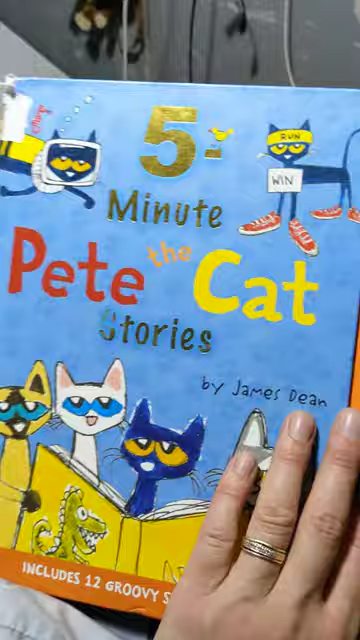 5-
Minute
Pete the Cat
Stories
RUN
WIN
by James Dean
INCLUDES 12 GROOVY